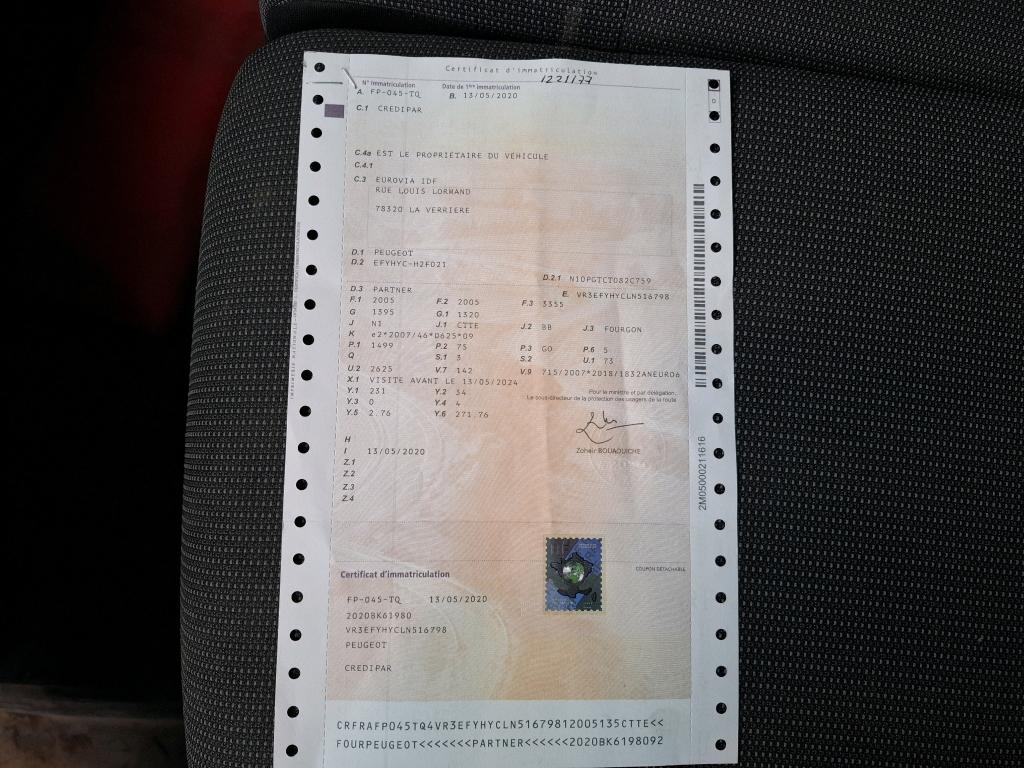 Certificat d'immatriculation
1221177
N° immatriculation Date de 1ère immatriculation
A. FP-045-TQ B. 13/05/2020
C.1 CREDIPAR
C.4a EST LE PROPRIÉTAIRE DU VÉHICULE
C.4.1
C.3 EUROVIA IDF
RUE LOUIS LORMAND
78320 LA VERRIERE
D.1 PEUGEOT
D.2 EFYHYC-H2F021
D.2.1 N10PGTCT082C759
D.3 PARTNER E. VR3EFYHYCLN516798
F.1 2005 F.2 2005 F.3 3355
G 1395 G.1 1320
J N1 J.1 CTTE J.2 BB J.3 FOURGON
K e2*2007/46*0625*09
P.1 1499 P.2 75 P.3 GO P.6 5
Q S.1 3 S.2 U.1 73
U.2 2625 V.7 142 V.9 715/2007*2018/1832ANEURO6
X.1 VISITE AVANT LE 13/05/2024
Y.1 231 Y.2 34
Y.3 0 Y.4 4
Y.5 2.76 Y.6 271.76
Pour le ministre et par délégation,
Le sous-directeur de la protection des usagers de la route
Zoheir BOUAOUICHE
H
I 13/05/2020
Z.1
Z.2
Z.3
Z.4
2M05000211616
COUPON DÉTACHABLE
Certificat d'immatriculation
FP-045-TQ 13/05/2020
2020BK61980
VR3EFYHYCLN516798
PEUGEOT
CREDIPAR
CRFRAFP045TQ4VR3EFYHYCLN51679812005135CTTE<<
FOURPEUGEOT<<<<<<<PARTNER<<<<<<2020BK6198092